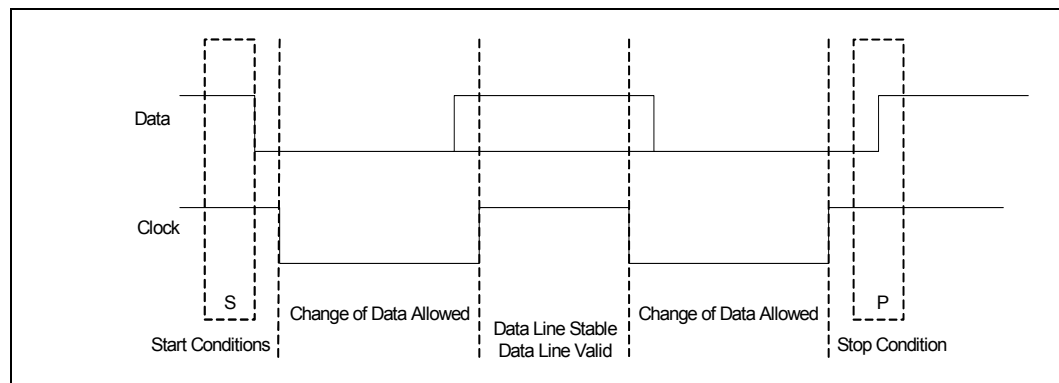 Data
Clock
S
P
Change of Data Allowed
Change of Data Allowed
Start Conditions
Data Line Stable
Data Line Valid
Stop Condition